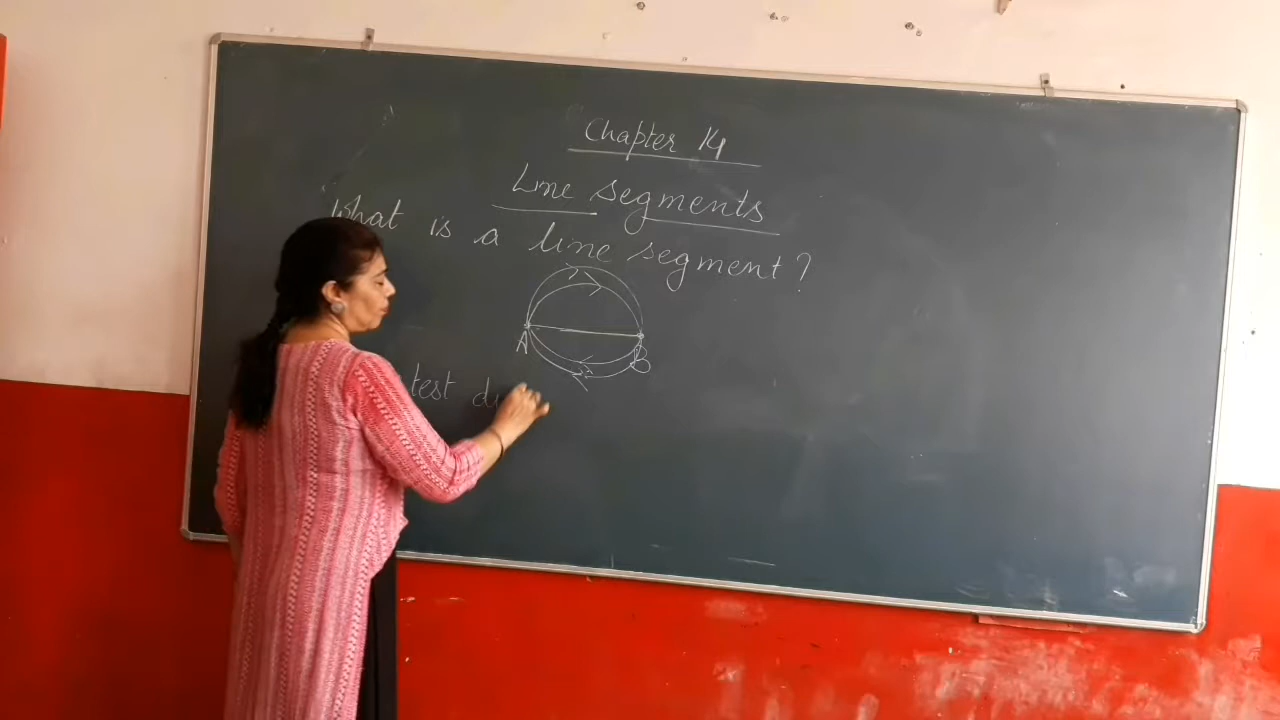 Chapter 14
Line segments
What is a line segment?
A
B
test